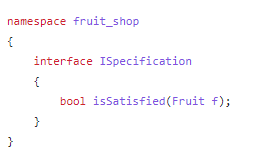 namespace fruit_shop
{
    interface ISpecification
    {
        bool isSatisfied(Fruit f);
    }
}